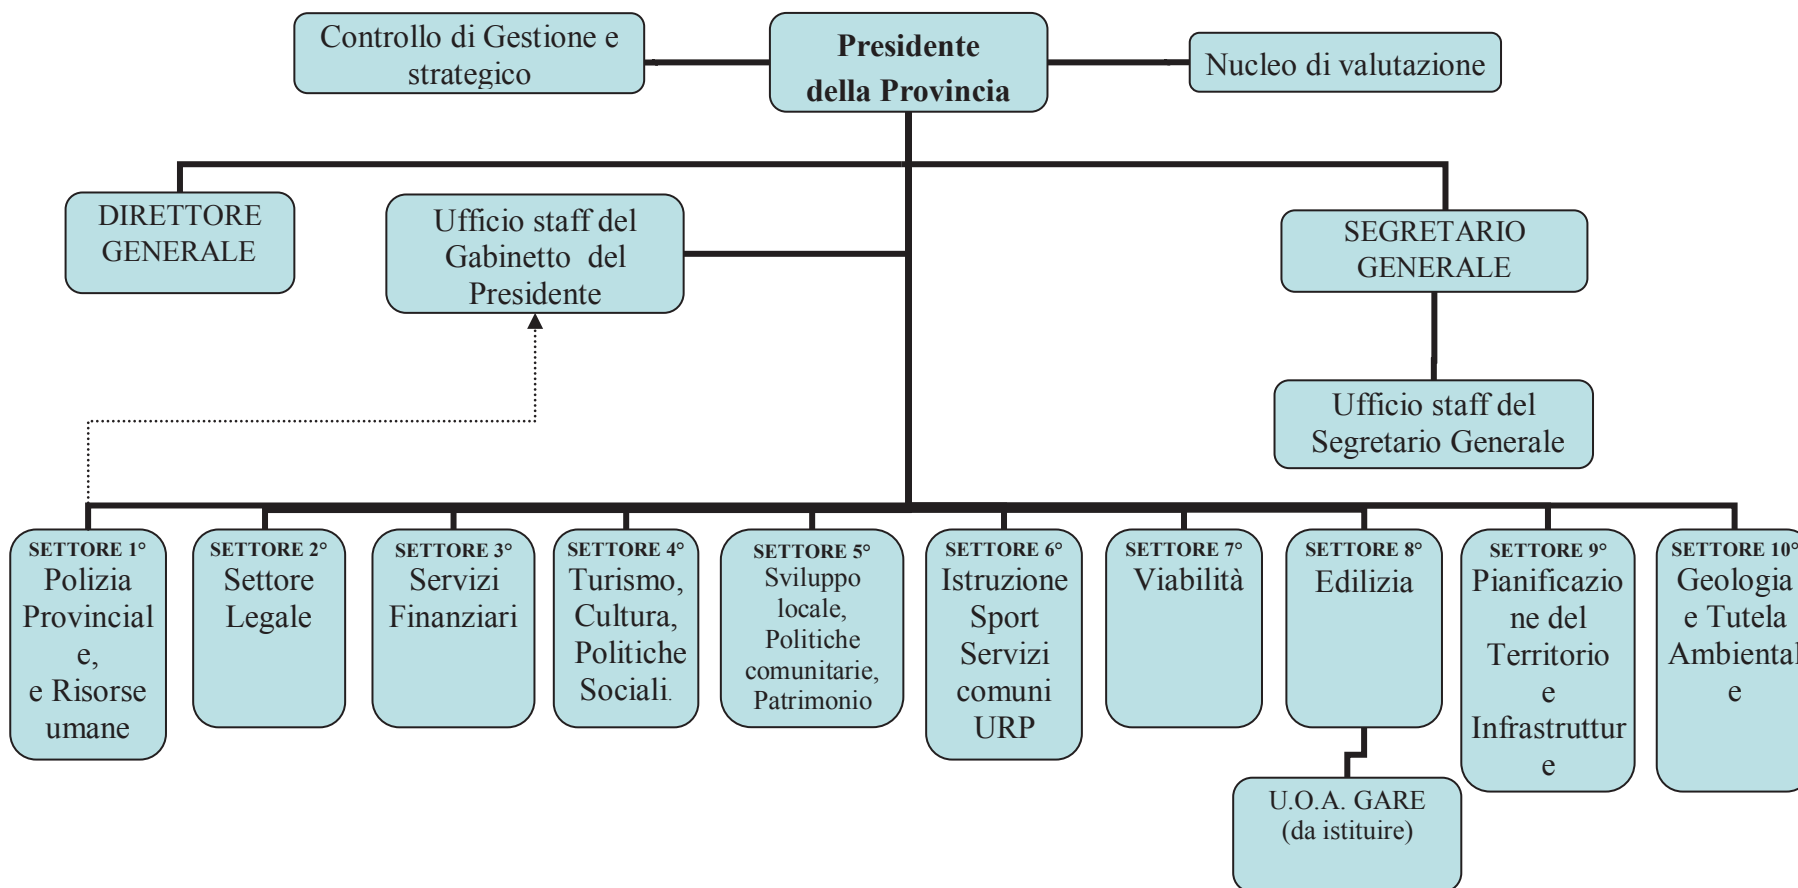 Controllo di Gestione e
strategico
Presidente
della Provincia
Nucleo di valutazione
DIRETTORE
GENERALE
Ufficio staff del
Gabinetto del
Presidente
SEGRETARIO
GENERALE
Ufficio staff del
Segretario Generale
SETTORE 1°
Polizia
Provincial
e,
e Risorse
umane
SETTORE 2°
Settore
Legale
SETTORE 3°
Servizi
Finanziari
SETTORE 4°
Turismo,
Cultura,
Politiche
Sociali.
SETTORE 5°
Sviluppo
locale,
Politiche
comunitarie,
Patrimonio
SETTORE 6°
Istruzione
Sport
Servizi
comuni
URP
SETTORE 7°
Viabilità
SETTORE 8°
Edilizia
SETTORE 9°
Pianificazio
ne del
Territorio
e
Infrastruttur
e
SETTORE 10°
Geologia
e Tutela
Ambiental
e
U.O.A. GARE
(da istituire)